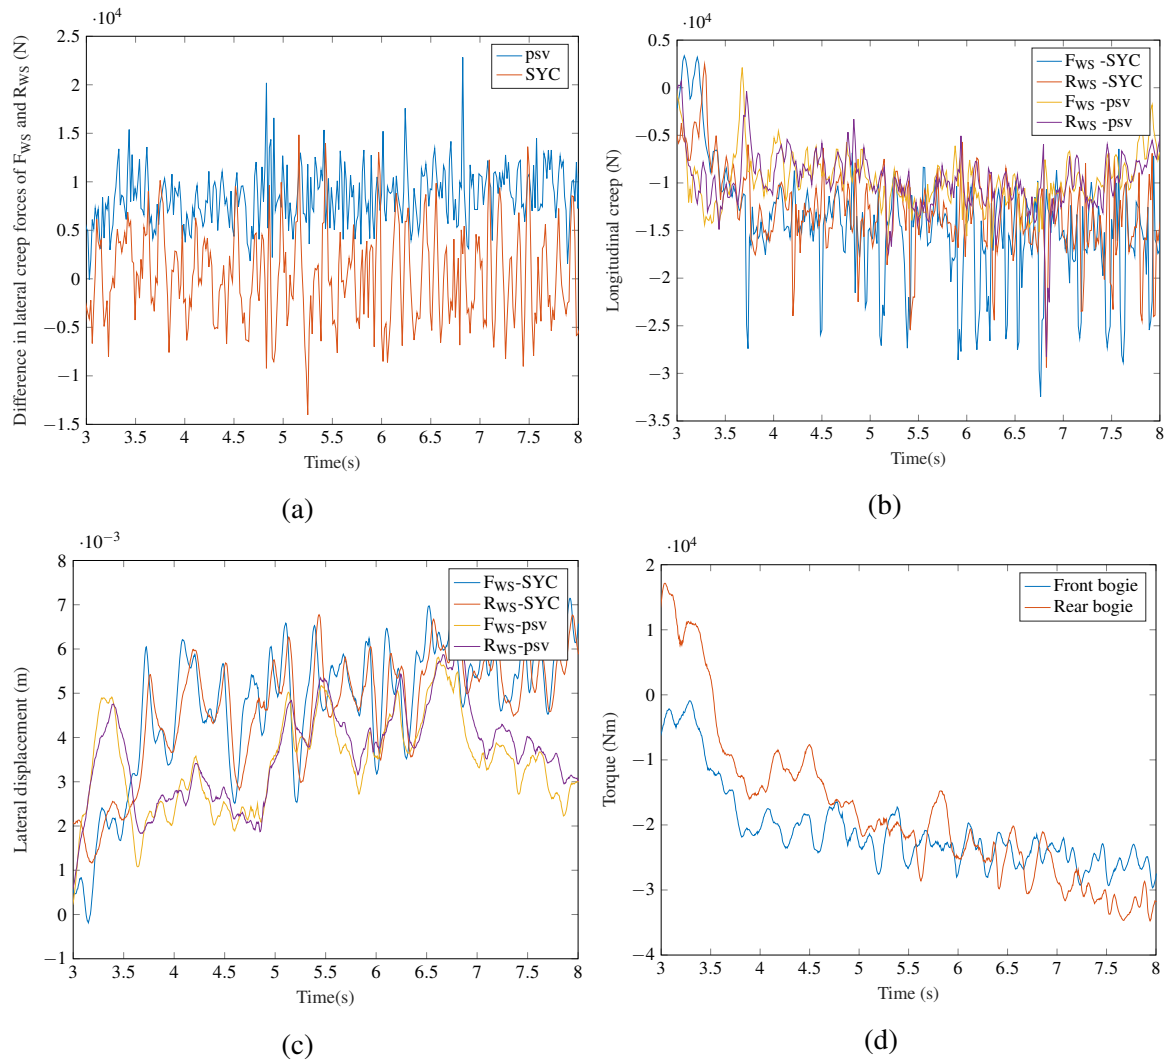 ·10^4
Difference in lateral creep forces of F_WS and R_WS (N)
2.5
2
1.5
1
0.5
0
−0.5
−1
−1.5
psv
SYC
3 3.5 4 4.5 5 5.5 6 6.5 7 7.5 8
Time(s)
(a)
·10^4
Longitudinal creep (N)
0.5
0
−0.5
−1
−1.5
−2
−2.5
−3
−3.5
F_WS -SYC
R_WS -SYC
F_WS -psv
R_WS -psv
3 3.5 4 4.5 5 5.5 6 6.5 7 7.5 8
Time(s)
(b)
·10^−3
Lateral displacement (m)
8
7
6
5
4
3
2
1
0
−1
F_WS-SYC
R_WS-SYC
F_WS-psv
R_WS-psv
3 3.5 4 4.5 5 5.5 6 6.5 7 7.5 8
Time(s)
(c)
·10^4
Torque (Nm)
2
1
0
−1
−2
−3
−4
Front bogie
Rear bogie
3 3.5 4 4.5 5 5.5 6 6.5 7 7.5 8
Time (s)
(d)